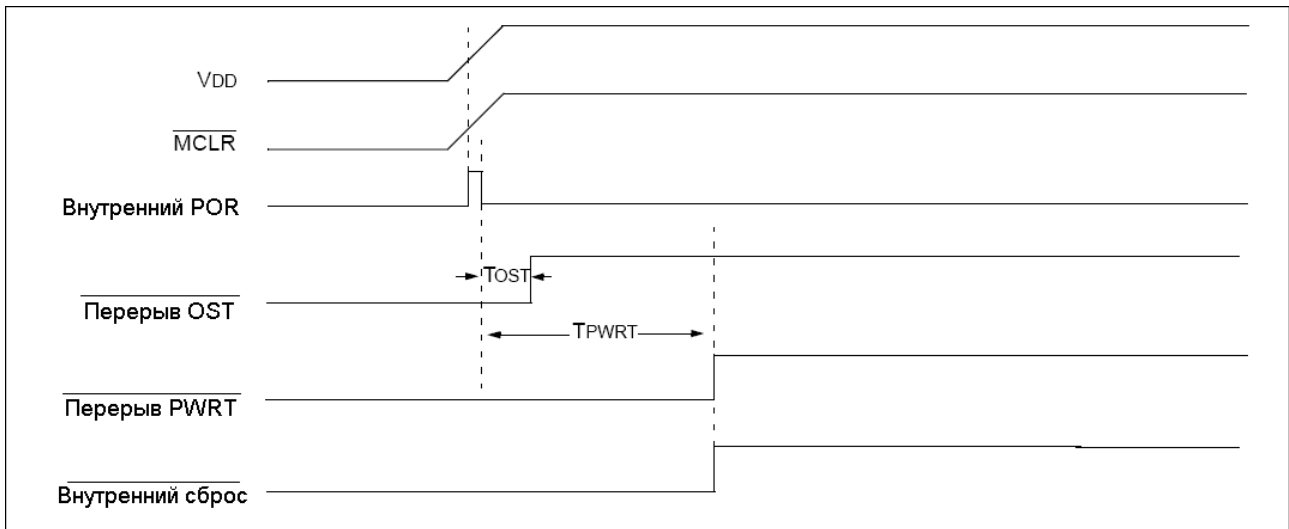 VDD
MCLR
Внутренний POR
TOST
Перерыв OST
TPWRT
Перерыв PWRT
Внутренний сброс